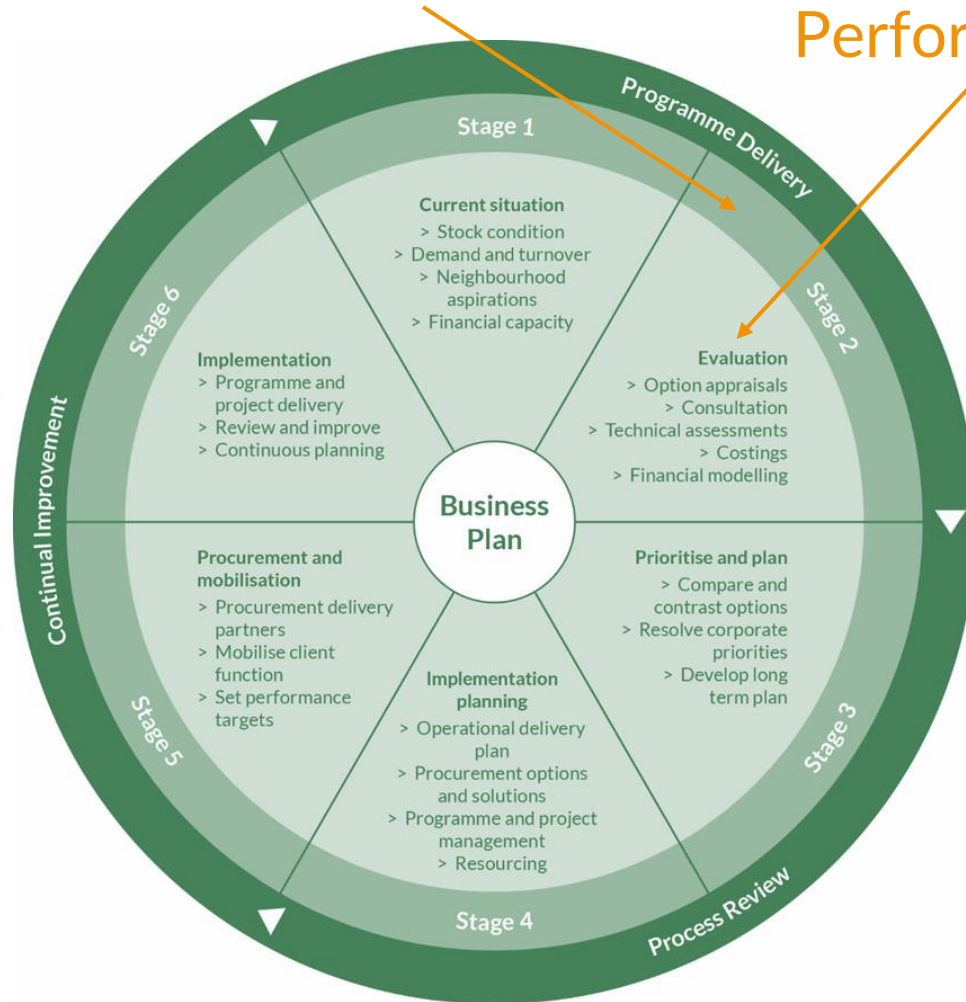 Perfor
Programme Delivery
Stage 1
Current situation
> Stock condition
> Demand and turnover
> Neighbourhood
aspirations
> Financial capacity
Stage 2
Evaluation
> Option appraisals
> Consultation
> Technical assessments
> Costings
> Financial modelling
Stage 6
Implementation
> Programme and
project delivery
> Review and improve
> Continuous planning
Continual Improvement
Business
Plan
Procurement and
mobilisation
> Procurement delivery
partners
> Mobilise client
function
> Set performance
targets
Stage 5
Prioritise and plan
> Compare and
contrast options
> Resolve corporate
priorities
> Develop long
term plan
Stage 3
Implementation
planning
> Operational delivery
plan
> Procurement options
and solutions
> Programme and project
management
> Resourcing
Stage 4
Process Review